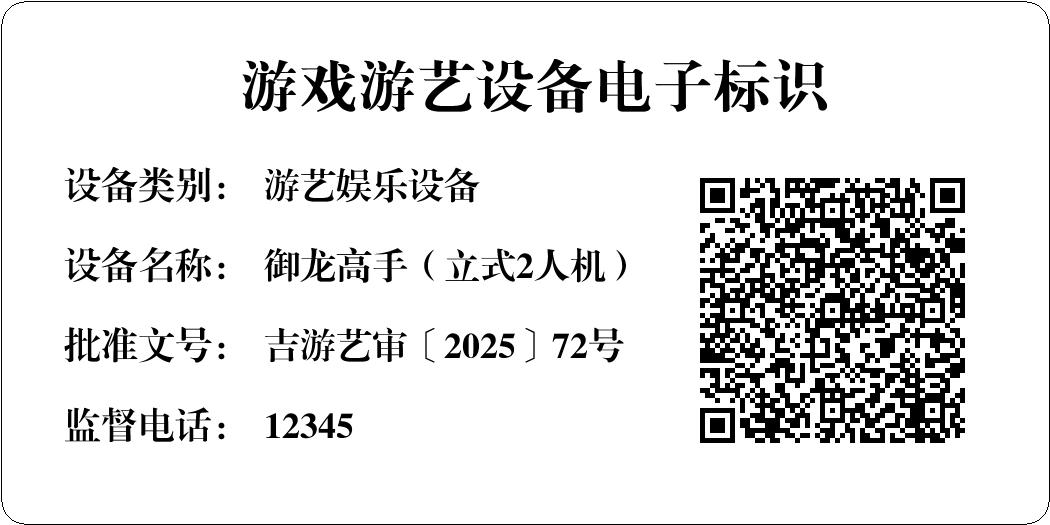 游戏游艺设备电子标识
设备类别： 游艺娱乐设备
设备名称： 御龙高手（立式2人机）
批准文号： 吉游艺审〔2025〕72号
监督电话： 12345